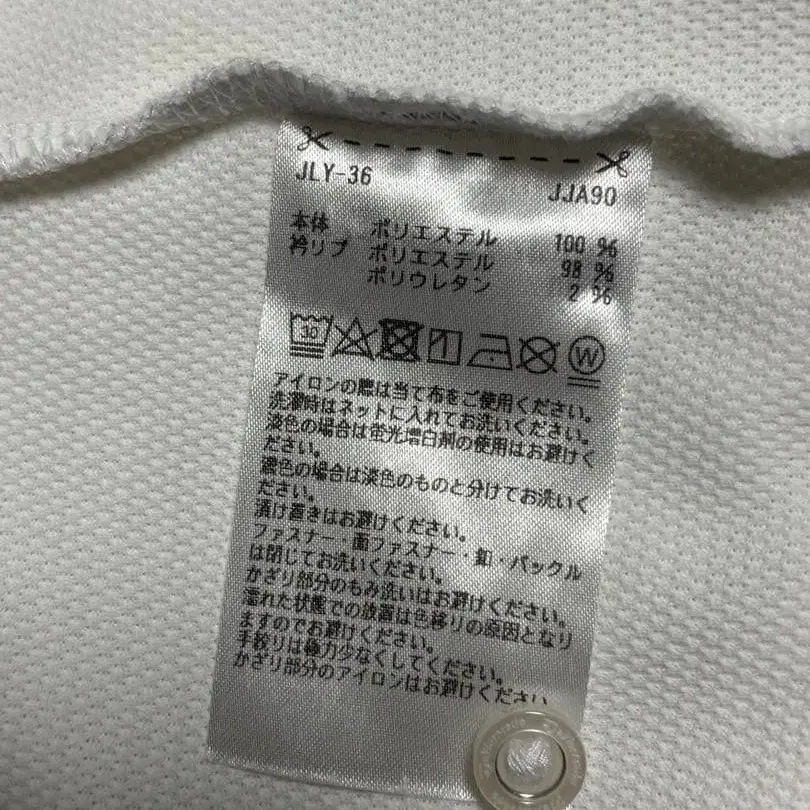 JLY-36 JJA90
本体 ポリエステル 100 %
衿リブ ポリエステル 98 %
ポリウレタン 2 %
30
W
アイロンの際は当て布をご使用ください。
洗濯時はネットに入れてお洗いください。
淡色の場合は蛍光増白剤の使用はお避けく
ださい。
濃色の場合は淡色のものと分けてお洗いく
ださい。
漬け置きはお避けください。
ファスナー・面ファスナー・釦・バックル
は閉じてお洗いください。
かざり部分のもみ洗いはお避けください。
濡れた状態での放置は色移りの原因となり
ますのでお避けください。
手絞りは極力少なくしてください。
かざり部分のアイロンはお避けください